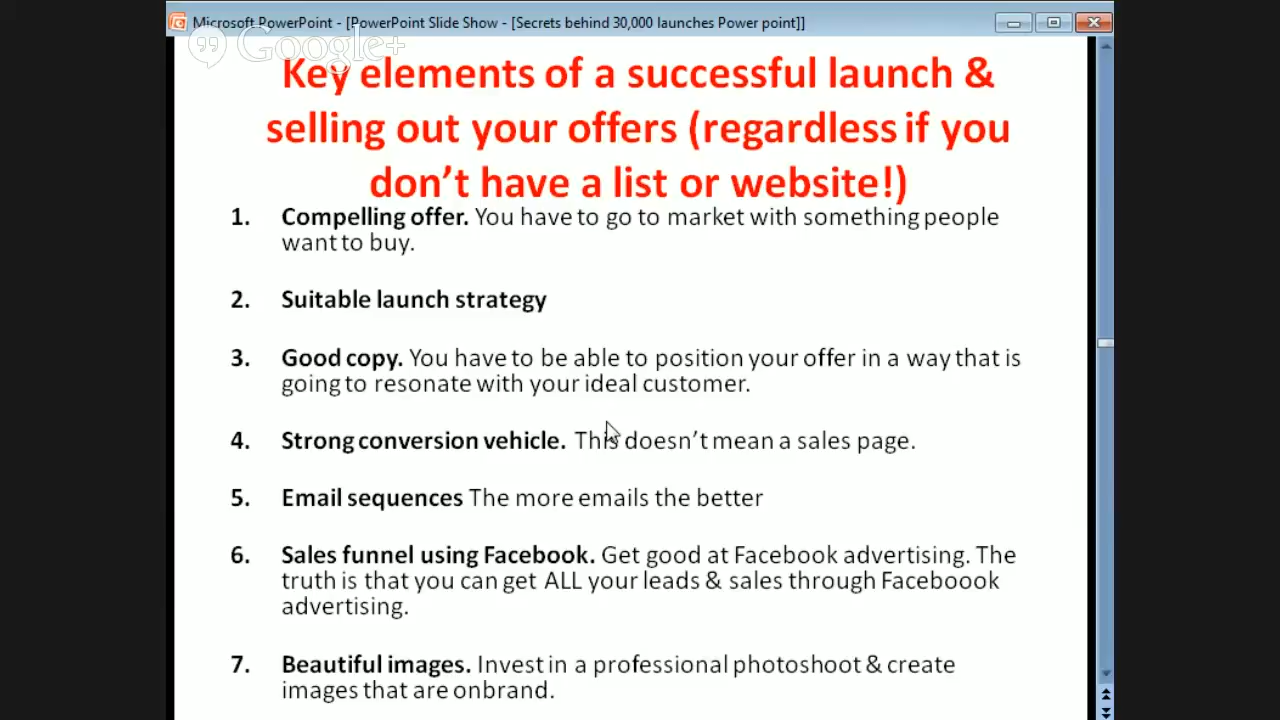 Microsoft PowerPoint - [PowerPoint Slide Show - [Secrets behind 30,000 launches Power point]]
Google+
Key elements of a successful launch &
selling out your offers (regardless if you
don't have a list or website!)
1. Compelling offer. You have to go to market with something people
want to buy.
2. Suitable launch strategy
3. Good copy. You have to be able to position your offer in a way that is
going to resonate with your ideal customer.
4. Strong conversion vehicle. This doesn't mean a sales page.
5. Email sequences The more emails the better
6. Sales funnel using Facebook. Get good at Facebook advertising. The
truth is that you can get ALL your leads & sales through Faceboook
advertising.
7. Beautiful images. Invest in a professional photoshoot & create
images that are onbrand.